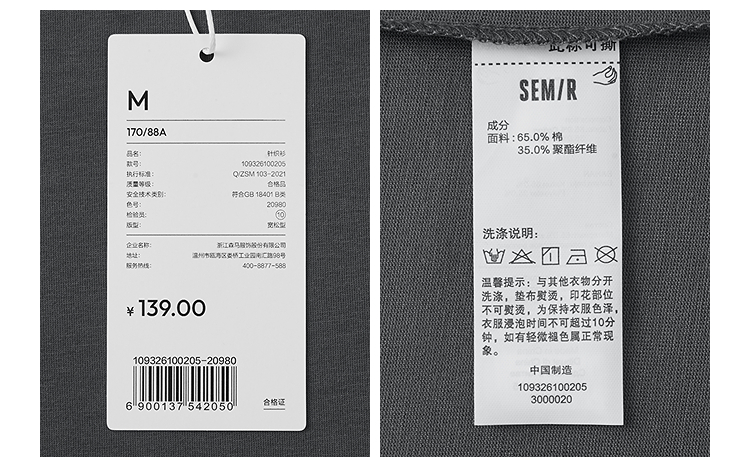 M
170/88A
品名: 针织衫
款号: 109326100205
执行标准: Q/ZSM 103-2021
质量等级: 合格品
安全技术类别: 符合GB 18401 B类
色号: 20980
检验员: 10
版型: 宽松型
企业名称: 浙江森马服饰股份有限公司
地址: 温州市瓯海区娄桥工业园南汇路98号
服务热线: 400-8877-588
¥ 139.00
109326100205-20980
6 900137 542050
合格证
此标可撕
SEM/R
成分
面料: 65.0% 棉
35.0% 聚酯纤维
洗涤说明:
温馨提示: 与其他衣物分开
洗涤, 垫布熨烫, 印花部位
不可熨烫, 为保持衣服色泽,
衣服浸泡时间不可超过10分
钟, 如有轻微褪色属正常现
象。
中国制造
109326100205
3000020